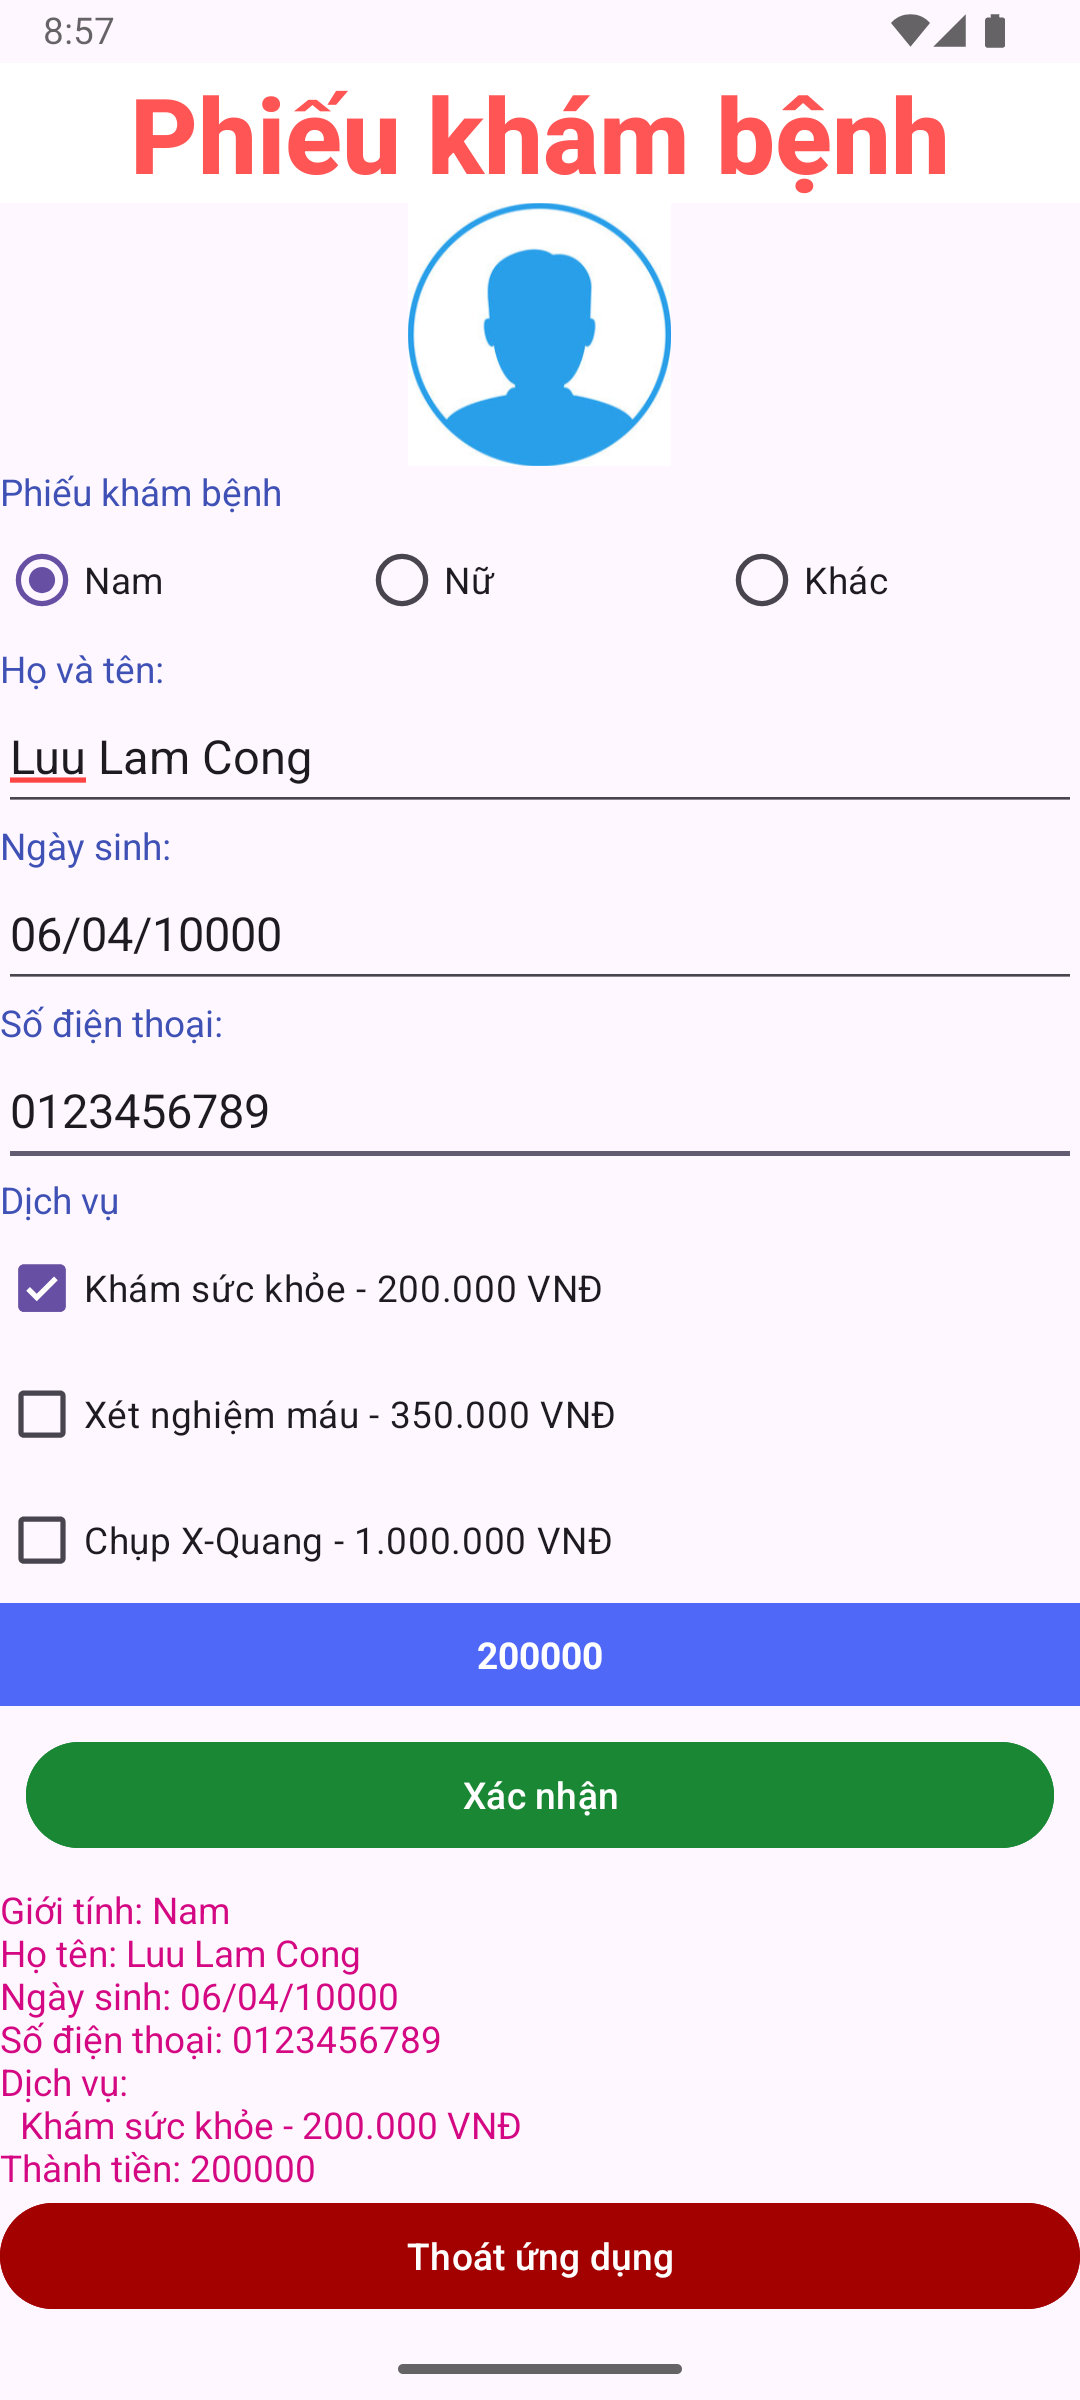 8:57
Phiếu khám bệnh
Phiếu khám bệnh
Nam
Nữ
Khác
Họ và tên:
Luu Lam Cong
Ngày sinh:
06/04/10000
Số điện thoại:
0123456789
Dịch vụ
Khám sức khỏe - 200.000 VNĐ
Xét nghiệm máu - 350.000 VNĐ
Chụp X-Quang - 1.000.000 VNĐ
200000
Xác nhận
Giới tính: Nam
Họ tên: Luu Lam Cong
Ngày sinh: 06/04/10000
Số điện thoại: 0123456789
Dịch vụ:
Khám sức khỏe - 200.000 VNĐ
Thành tiền: 200000
Thoát ứng dụng